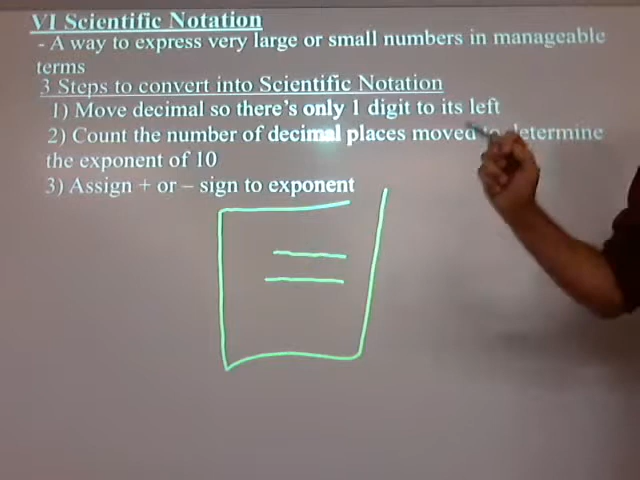 VI Scientific Notation
- A way to express very large or small numbers in manageable
terms
3 Steps to convert into Scientific Notation
1) Move decimal so there's only 1 digit to its left
2) Count the number of decimal places moved to determine
the exponent of 10
3) Assign + or – sign to exponent